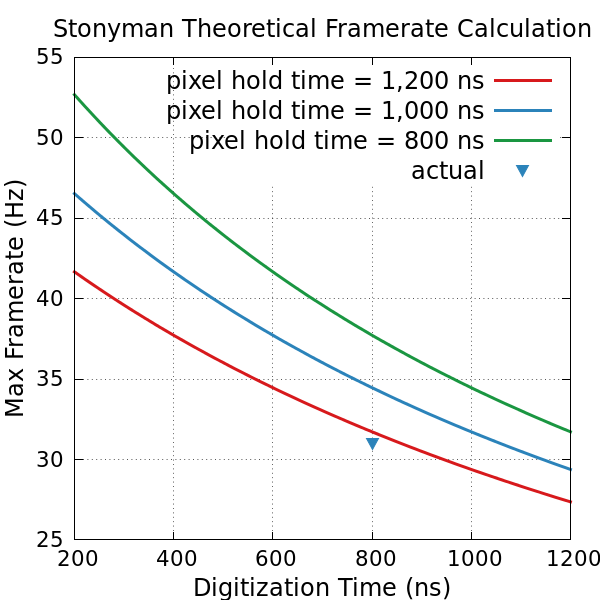 Stonyman Theoretical Framerate Calculation
55
50
45
40
35
30
25
Max Framerate (Hz)
pixel hold time = 1,200 ns
pixel hold time = 1,000 ns
pixel hold time = 800 ns
actual
200 400 600 800 1000 1200
Digitization Time (ns)